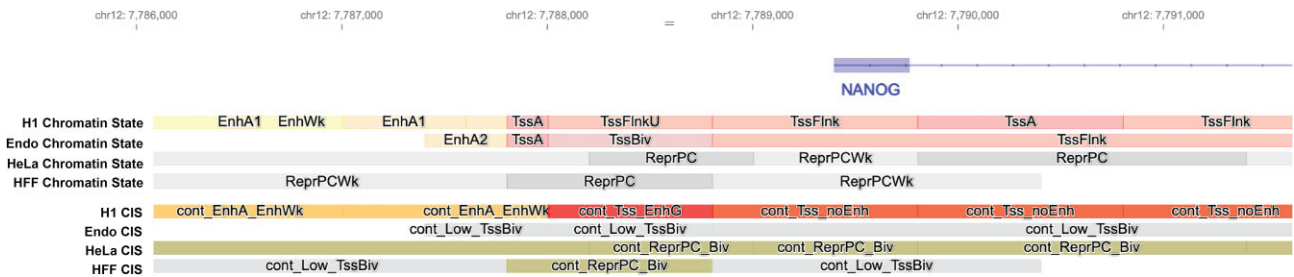 chr12: 7,786,000 chr12: 7,787,000 chr12: 7,788,000 chr12: 7,789,000 chr12: 7,790,000 chr12: 7,791,000
NANOG
H1 Chromatin State EnhA1 EnhWk EnhA1 TssA TssFlnkU TssFlnk TssA TssFlnk
Endo Chromatin State EnhA2 TssA TssBiv TssFlnk
HeLa Chromatin State ReprPC ReprPCWk ReprPC
HFF Chromatin State ReprPCWk ReprPC ReprPCWk
H1 CIS cont_EnhA_EnhWk cont_EnhA_EnhWk cont_Tss_EnhG cont_Tss_noEnh cont_Tss_noEnh cont_Tss_noEnh
Endo CIS cont_Low_TssBiv cont_Low_TssBiv cont_Low_TssBiv
HeLa CIS cont_ReprPC_Biv cont_ReprPC_Biv cont_ReprPC_Biv
HFF CIS cont_Low_TssBiv cont_ReprPC_Biv cont_Low_TssBiv